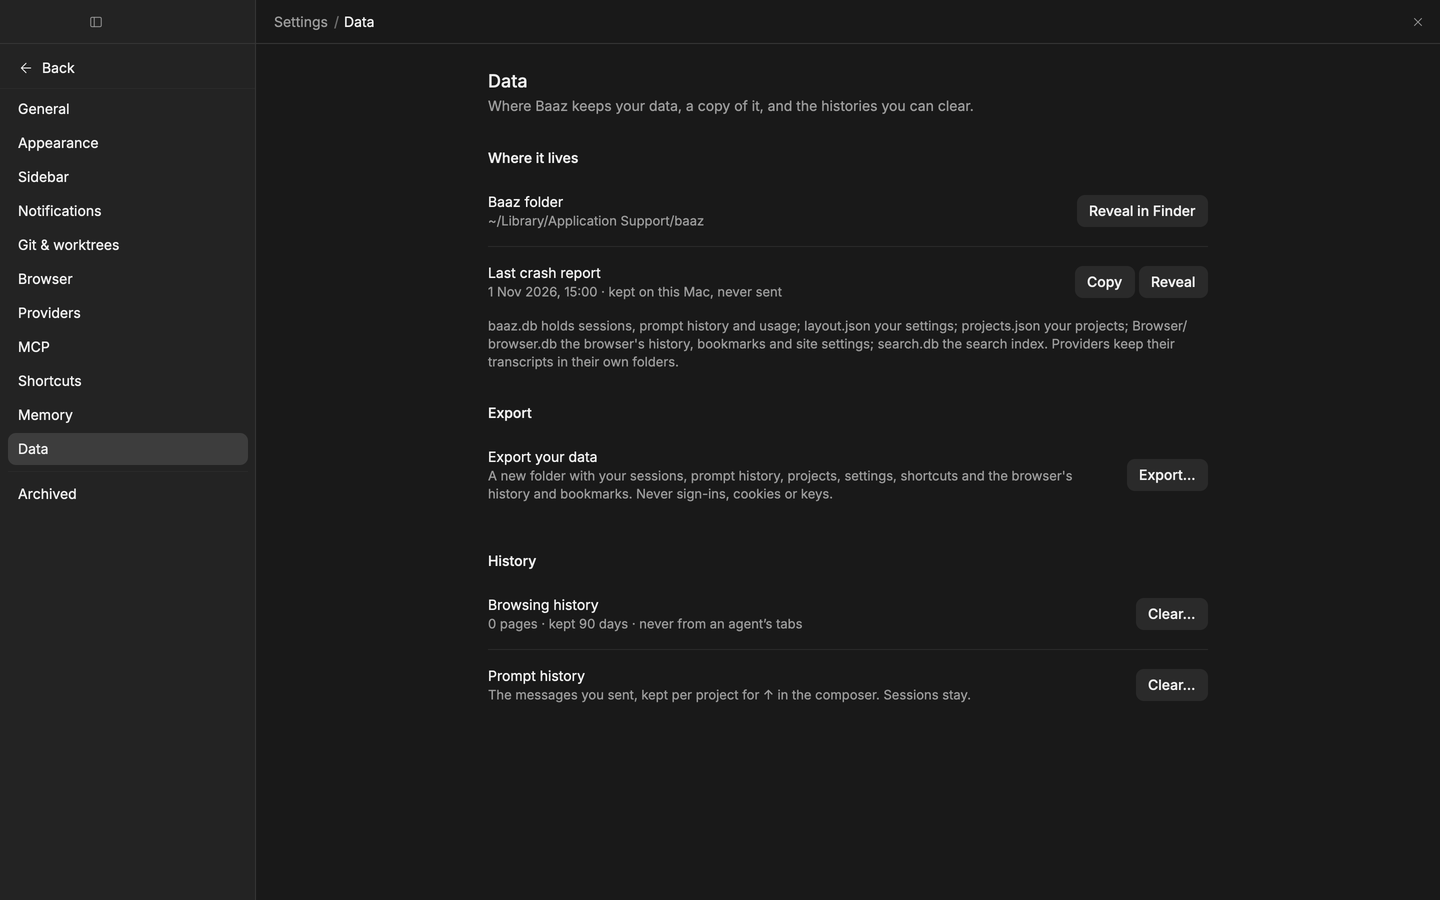 Settings / Data
Back
General
Appearance
Sidebar
Notifications
Git & worktrees
Browser
Providers
MCP
Shortcuts
Memory
Data
Archived
Data
Where Baaz keeps your data, a copy of it, and the histories you can clear.
Where it lives
Baaz folder
~/Library/Application Support/baaz
Reveal in Finder
Last crash report
1 Nov 2026, 15:00 · kept on this Mac, never sent
Copy
Reveal
baaz.db holds sessions, prompt history and usage; layout.json your settings; projects.json your projects; Browser/
browser.db the browser's history, bookmarks and site settings; search.db the search index. Providers keep their
transcripts in their own folders.
Export
Export your data
A new folder with your sessions, prompt history, projects, settings, shortcuts and the browser's
history and bookmarks. Never sign-ins, cookies or keys.
Export...
History
Browsing history
0 pages · kept 90 days · never from an agent’s tabs
Clear...
Prompt history
The messages you sent, kept per project for ↑ in the composer. Sessions stay.
Clear...